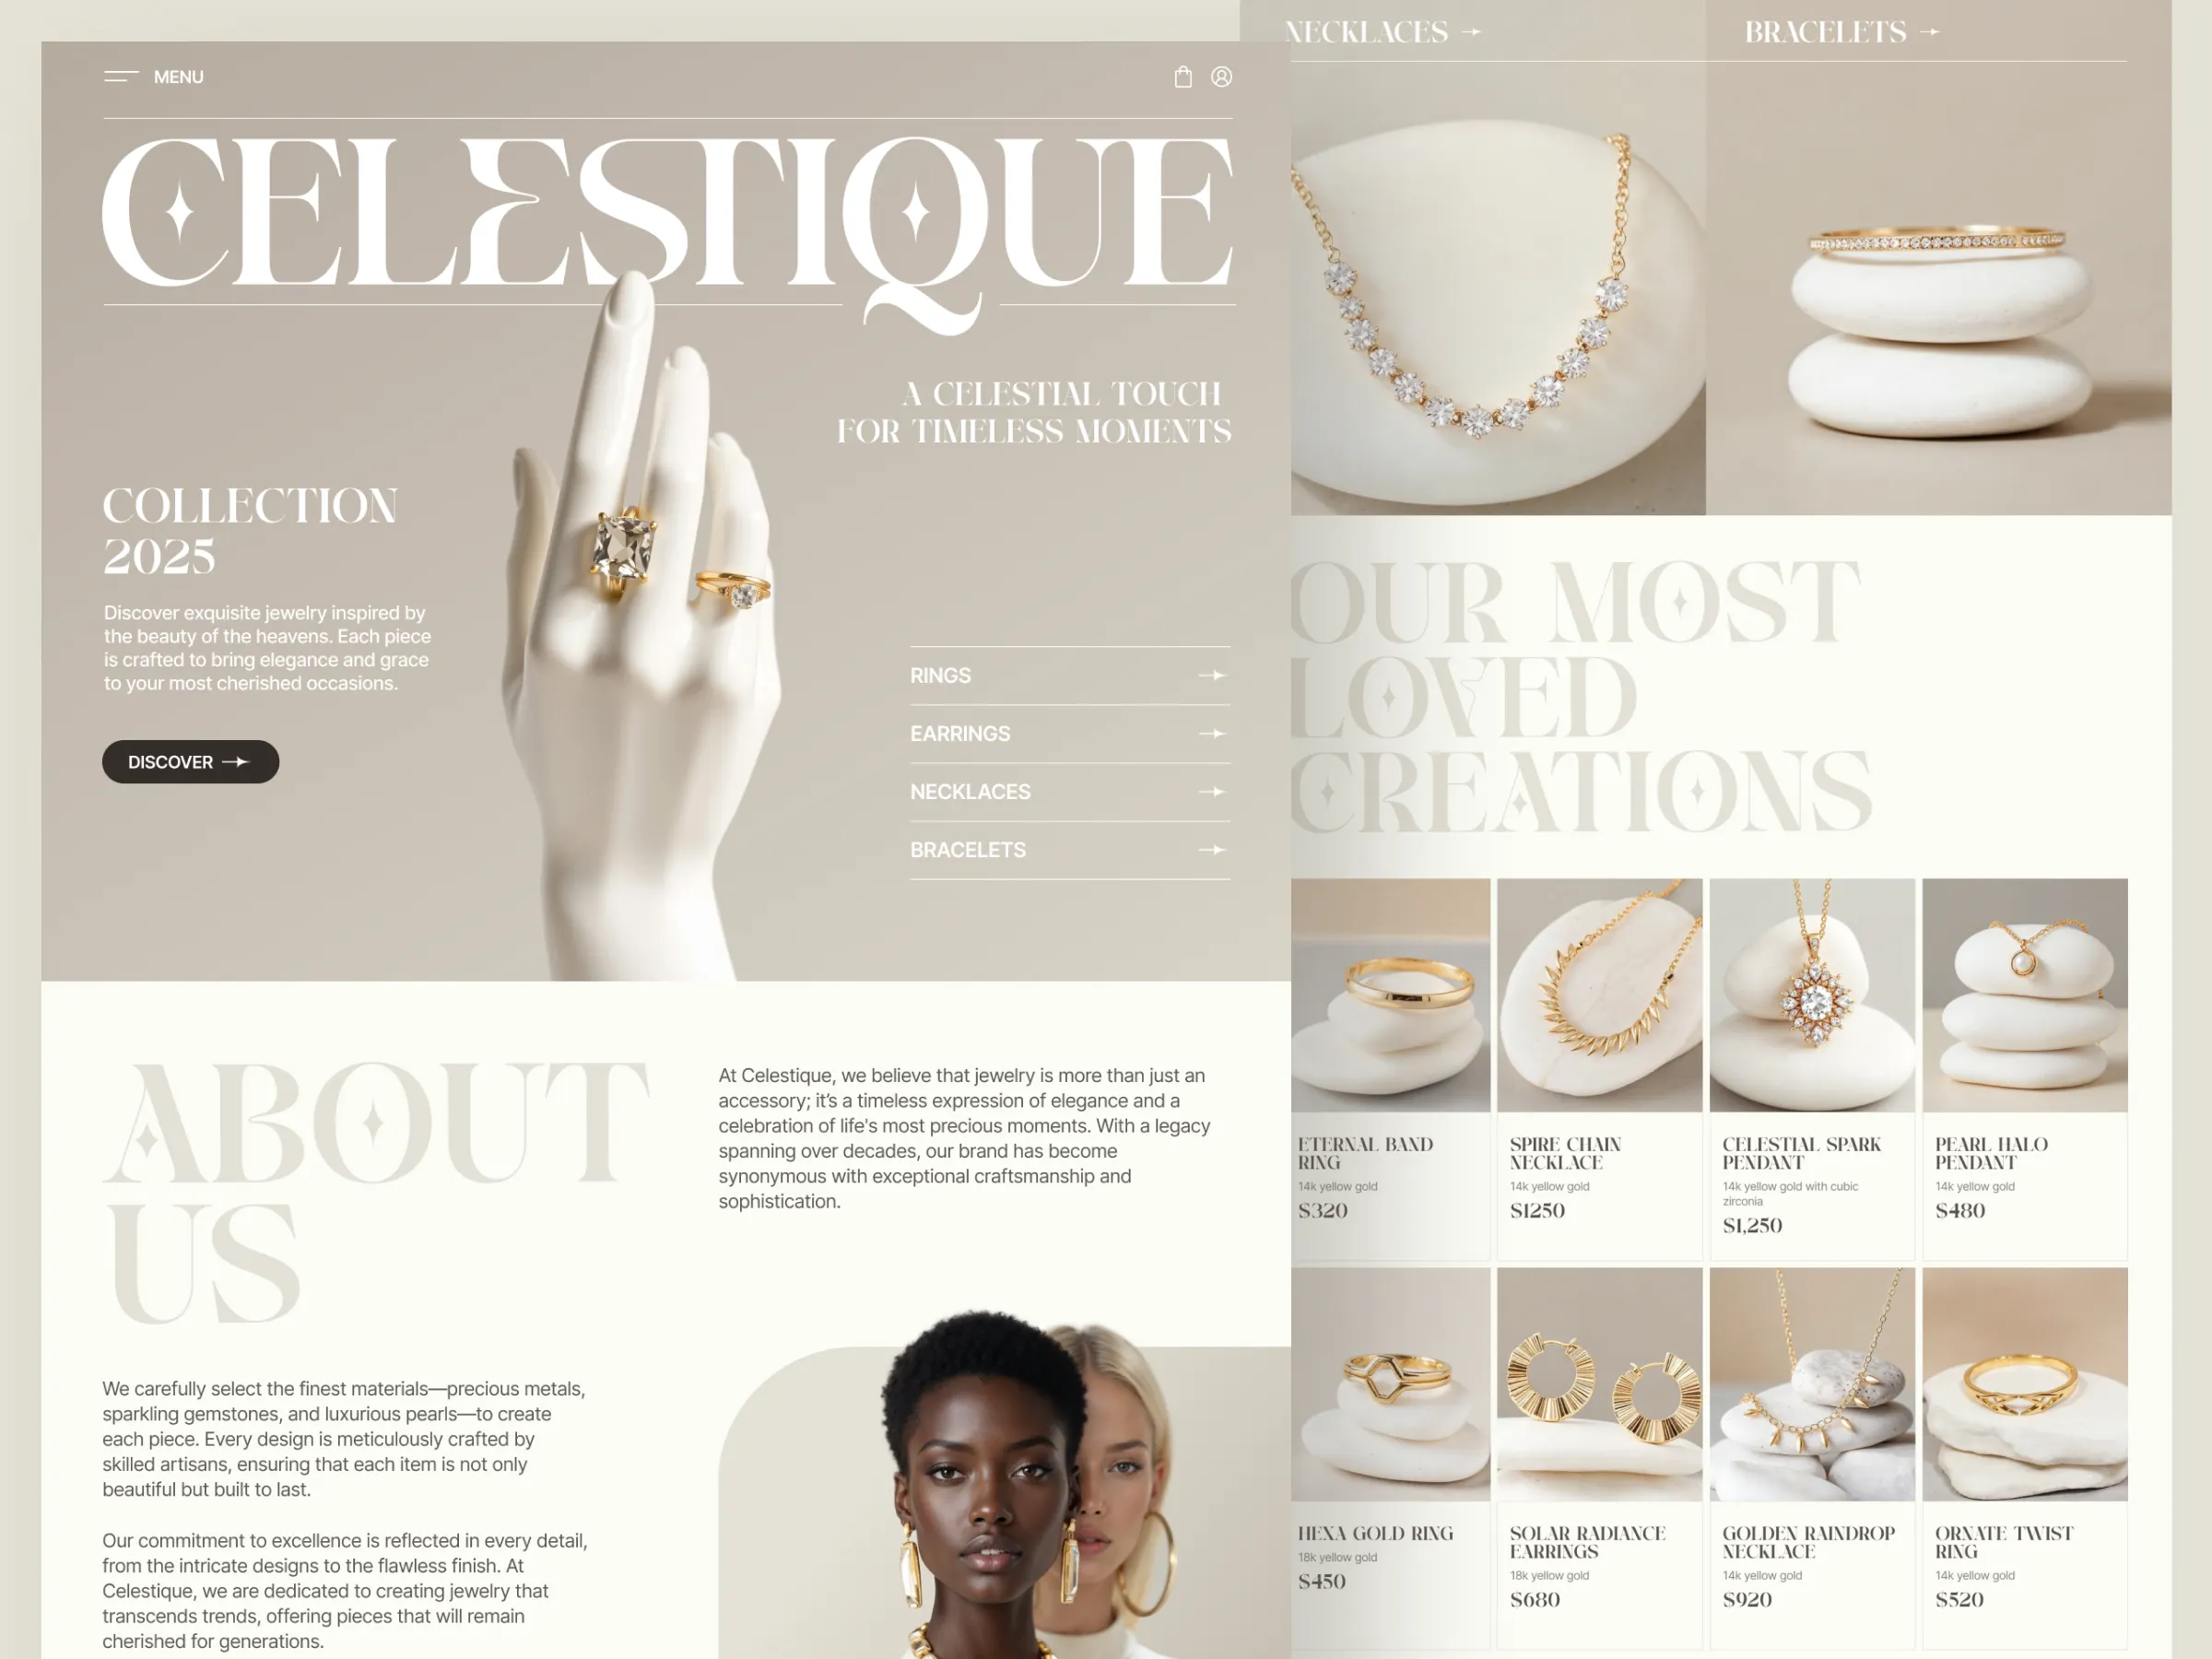 MENU
CELESTIQUE
A CELESTIAL TOUCH
FOR TIMELESS MOMENTS
COLLECTION
2025
Discover exquisite jewelry inspired by
the beauty of the heavens. Each piece
is crafted to bring elegance and grace
to your most cherished occasions.
DISCOVER
RINGS
EARRINGS
NECKLACES
BRACELETS
ABOUT
US
At Celestique, we believe that jewelry is more than just an
accessory; it’s a timeless expression of elegance and a
celebration of life's most precious moments. With a legacy
spanning over decades, our brand has become
synonymous with exceptional craftsmanship and
sophistication.
We carefully select the finest materials—precious metals,
sparkling gemstones, and luxurious pearls—to create
each piece. Every design is meticulously crafted by
skilled artisans, ensuring that each item is not only
beautiful but built to last.
Our commitment to excellence is reflected in every detail,
from the intricate designs to the flawless finish. At
Celestique, we are dedicated to creating jewelry that
transcends trends, offering pieces that will remain
cherished for generations.
NECKLACES
BRACELETS
OUR MOST
LOVED
CREATIONS
ETERNAL BAND
RING
14k yellow gold
$320
SPIRE CHAIN
NECKLACE
14k yellow gold
$1250
CELESTIAL SPARK
PENDANT
14k yellow gold with cubic
zirconia
$1,250
PEARL HALO
PENDANT
14k yellow gold
$480
HEXA GOLD RING
18k yellow gold
$450
SOLAR RADIANCE
EARRINGS
18k yellow gold
$680
GOLDEN RAINDROP
NECKLACE
14k yellow gold
$920
ORNATE TWIST
RING
14k yellow gold
$520